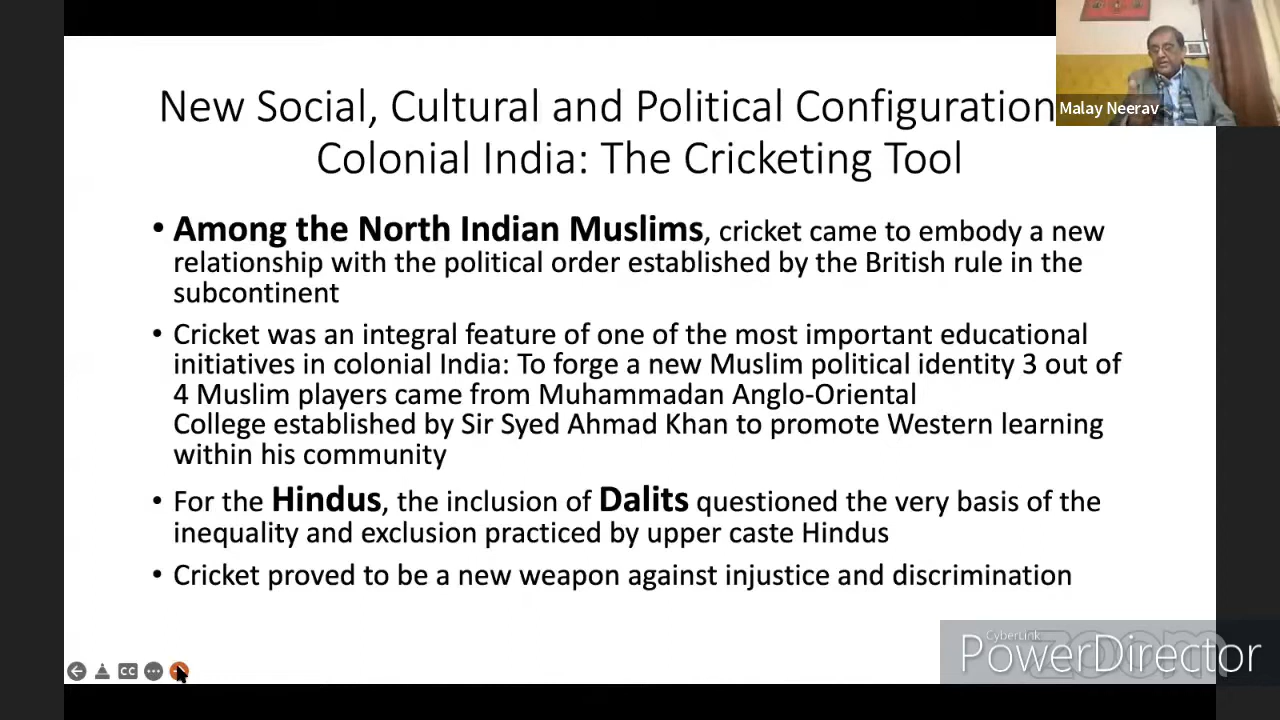 New Social, Cultural and Political Configuration
Colonial India: The Cricketing Tool
Malay Neerav
• Among the North Indian Muslims, cricket came to embody a new
relationship with the political order established by the British rule in the
subcontinent
• Cricket was an integral feature of one of the most important educational
initiatives in colonial India: To forge a new Muslim political identity 3 out of
4 Muslim players came from Muhammadan Anglo-Oriental
College established by Sir Syed Ahmad Khan to promote Western learning
within his community
• For the Hindus, the inclusion of Dalits questioned the very basis of the
inequality and exclusion practiced by upper caste Hindus
• Cricket proved to be a new weapon against injustice and discrimination
CC
zoom
CyberLink
PowerDirector